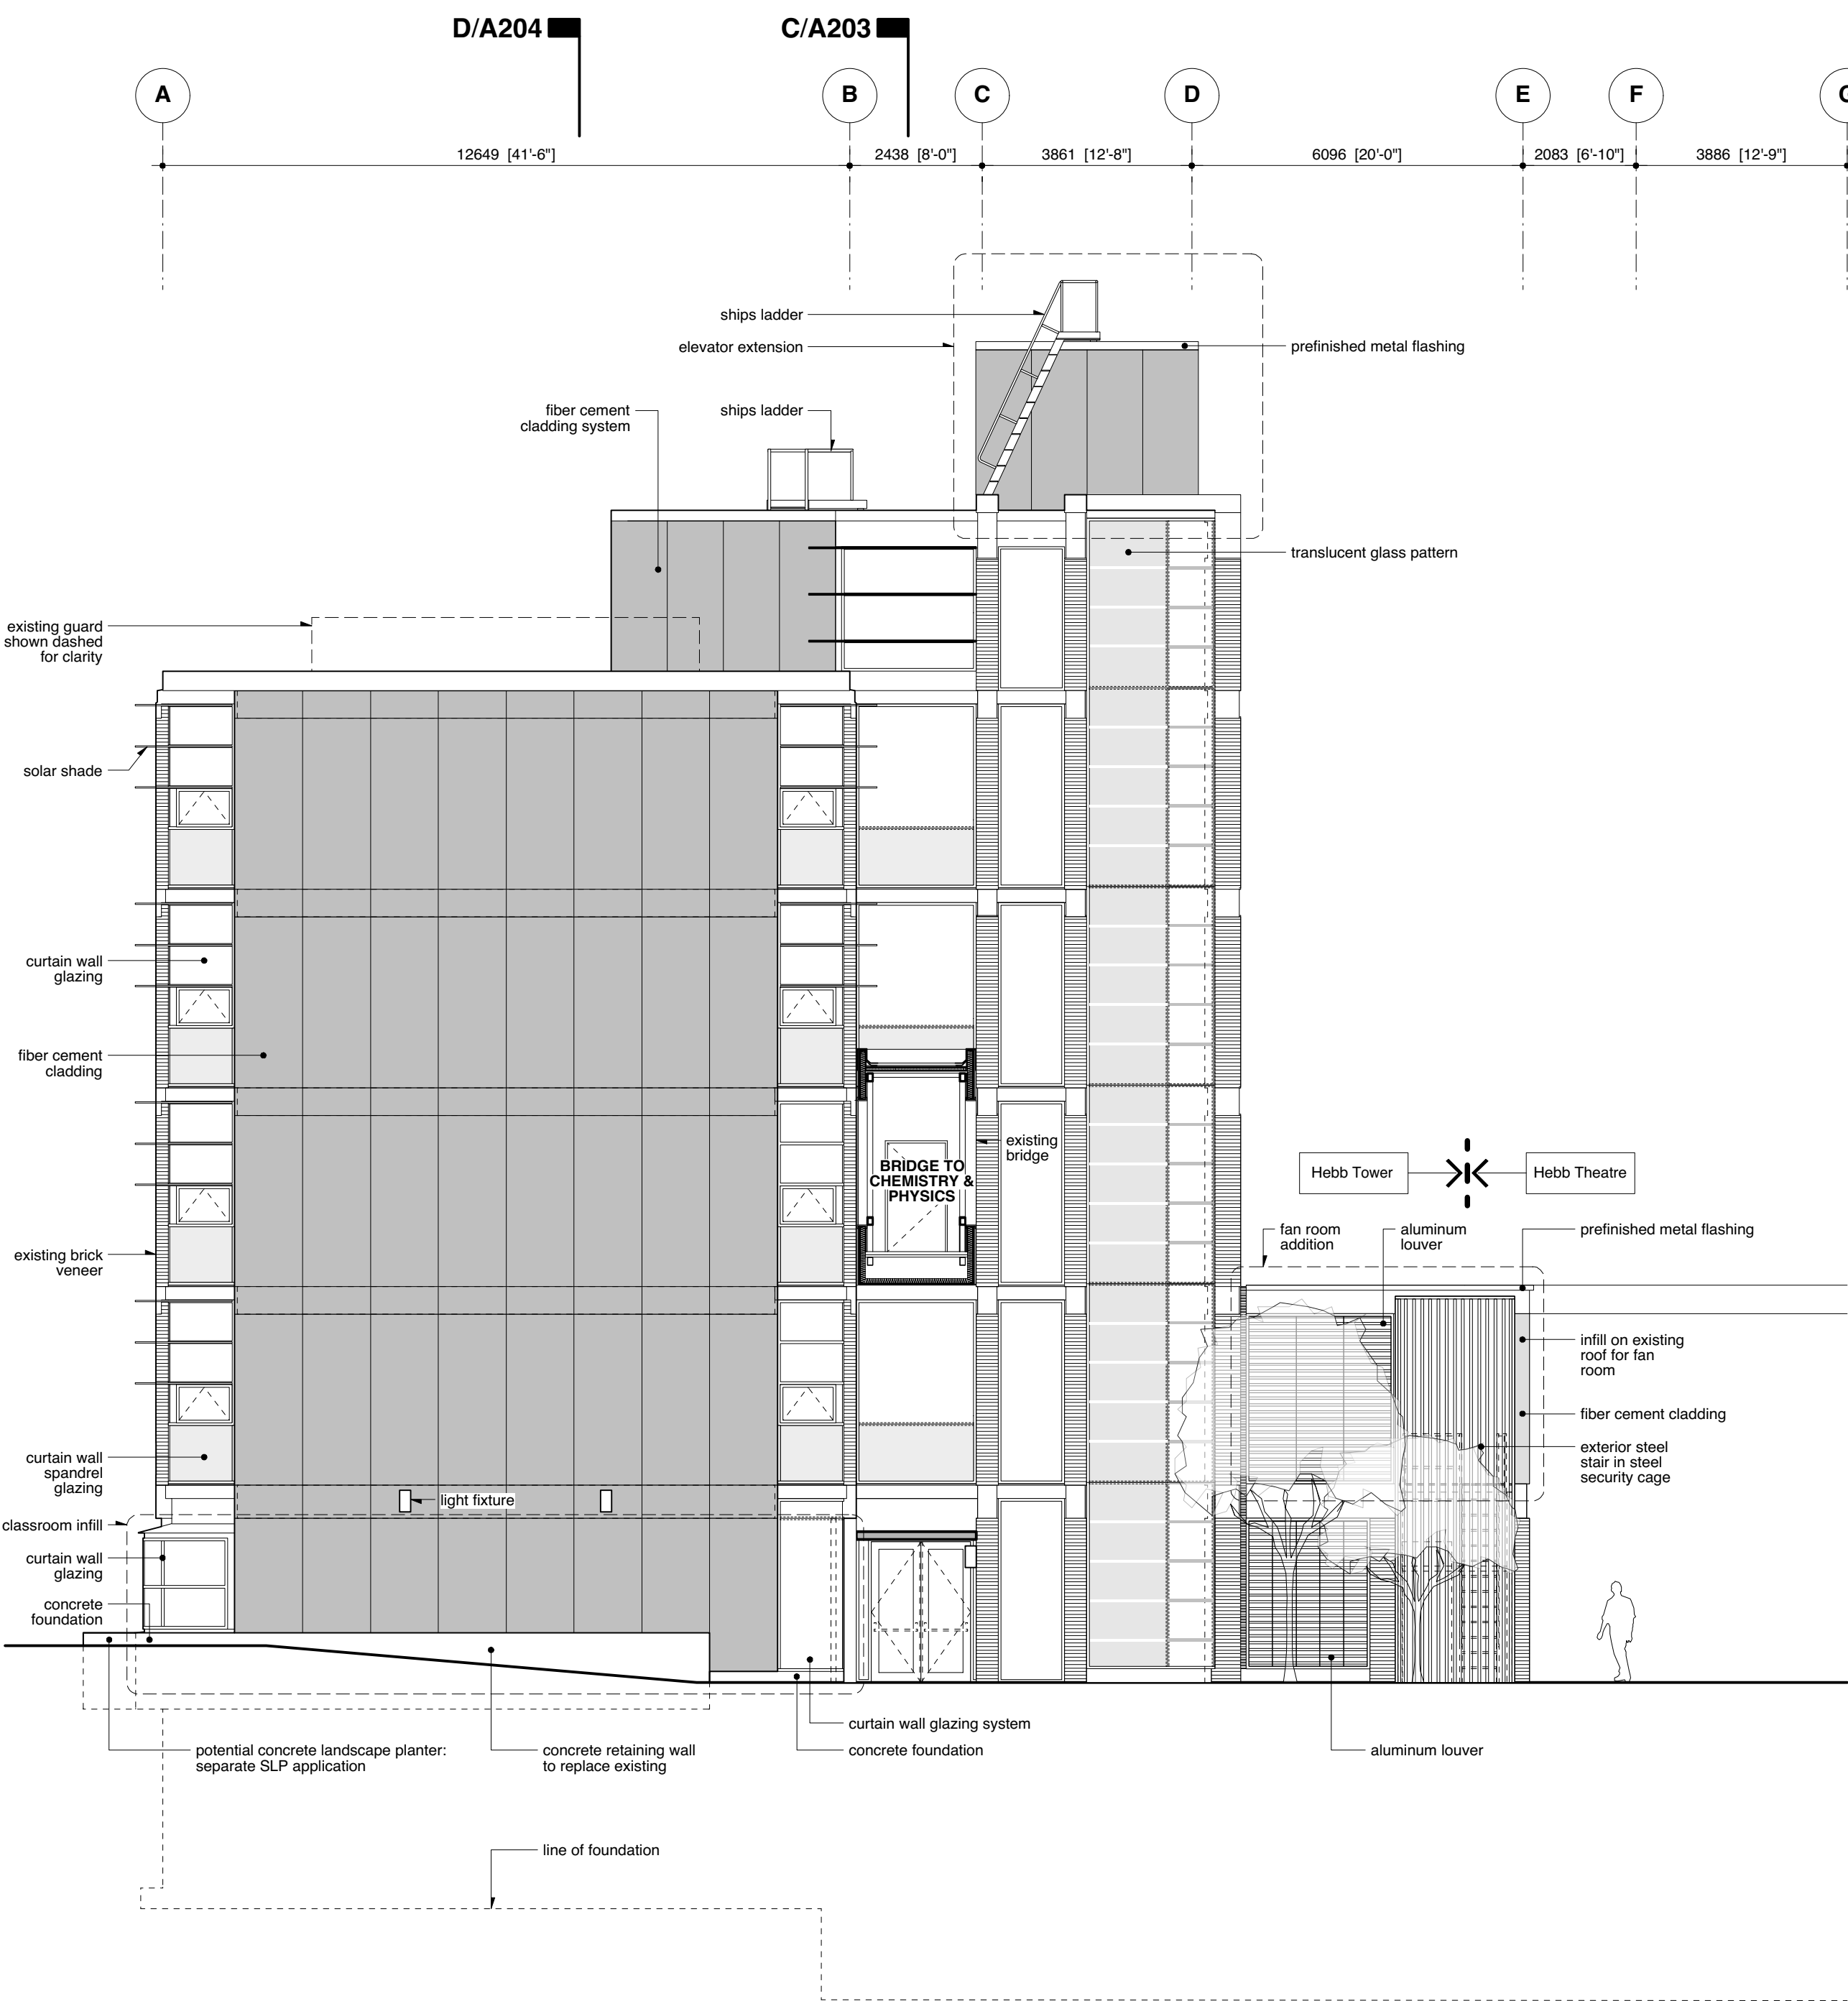 D/A204
C/A203
A
B
C
D
E
F
12649 [41'-6"]
2438 [8'-0"]
3861 [12'-8"]
6096 [20'-0"]
2083 [6'-10"]
3886 [12'-9"]
ships ladder
elevator extension
prefinished metal flashing
fiber cement
cladding system
ships ladder
translucent glass pattern
existing guard
shown dashed
for clarity
solar shade
curtain wall
glazing
fiber cement
cladding
existing
bridge
BRIDGE TO
CHEMISTRY &
PHYSICS
Hebb Tower
Hebb Theatre
existing brick
veneer
fan room
addition
aluminum
louver
prefinished metal flashing
infill on existing
roof for fan
room
fiber cement cladding
exterior steel
stair in steel
security cage
curtain wall
spandrel
glazing
light fixture
classroom infill
curtain wall
glazing
concrete
foundation
curtain wall glazing system
potential concrete landscape planter:
separate SLP application
concrete retaining wall
to replace existing
concrete foundation
aluminum louver
line of foundation